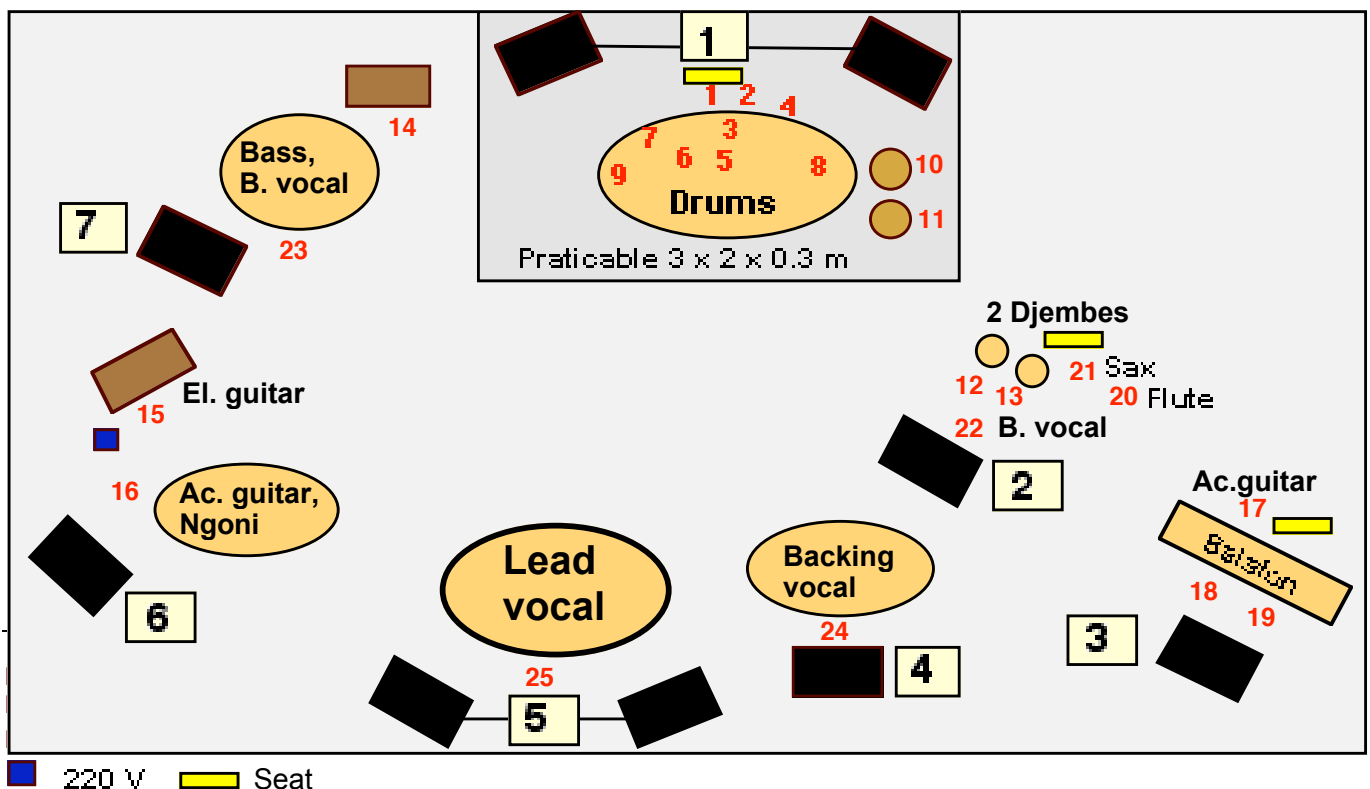 1
1 2 4
14
3
7
Bass,
B. vocal
6 5 8
9
10
Drums
11
7
23
Praticable 3 x 2 x 0.3 m
2 Djembes
12 13
21 Sax
20 Flute
El. guitar
15
22 B. vocal
2
16
Ac. guitar,
Ngoni
Ac.guitar
17
Balafon
18
19
Lead
vocal
Backing
vocal
24
6
3
4
25
5
220 V
Seat